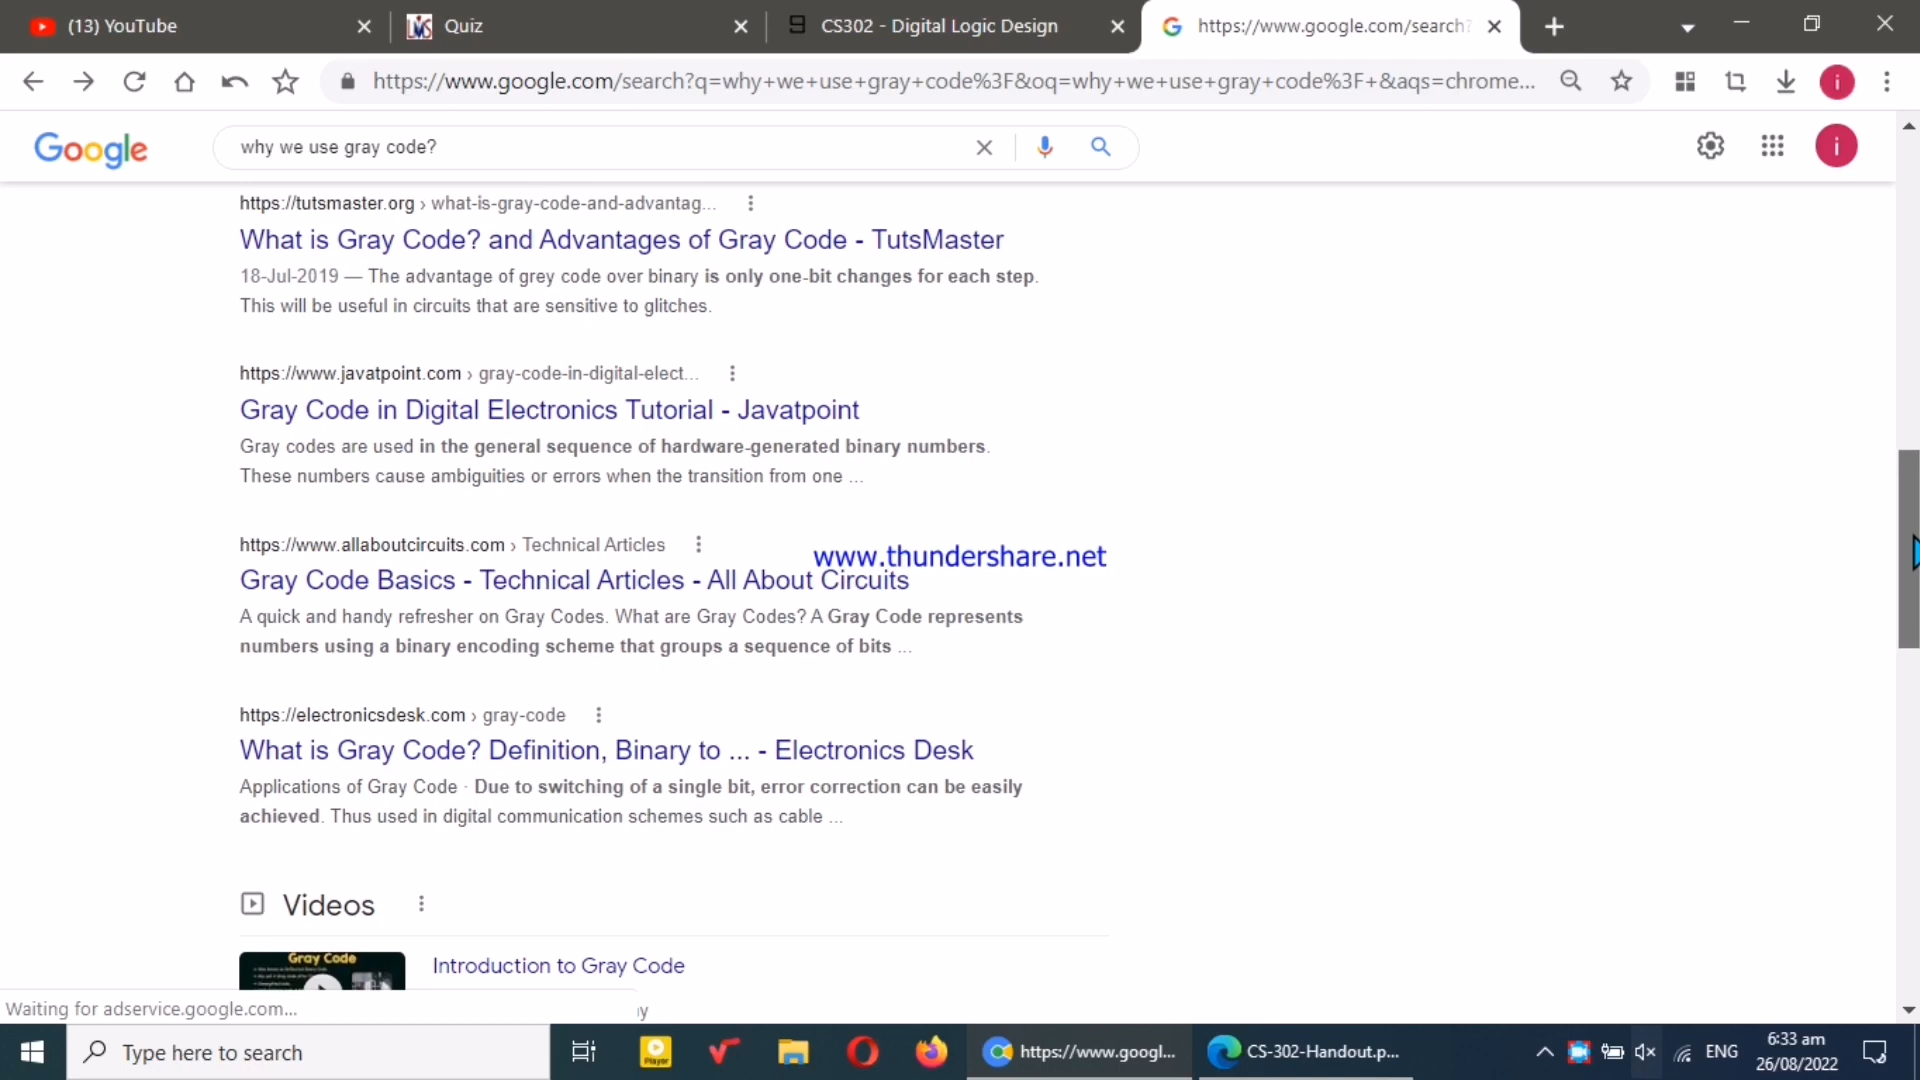 (13) YouTube
Quiz
CS302 - Digital Logic Design
https://www.google.com/search?
https://www.google.com/search?q=why+we+use+gray+code%3F&oq=why+we+use+gray+code%3F+&aqs=chrome...
i
Google
why we use gray code?
i
https://tutsmaster.org › what-is-gray-code-and-advantag...
What is Gray Code? and Advantages of Gray Code - TutsMaster
18-Jul-2019 — The advantage of grey code over binary is only one-bit changes for each step.
This will be useful in circuits that are sensitive to glitches.
https://www.javatpoint.com › gray-code-in-digital-elect...
Gray Code in Digital Electronics Tutorial - Javatpoint
Gray codes are used in the general sequence of hardware-generated binary numbers.
These numbers cause ambiguities or errors when the transition from one ...
https://www.allaboutcircuits.com › Technical Articles
www.thundershare.net
Gray Code Basics - Technical Articles - All About Circuits
A quick and handy refresher on Gray Codes. What are Gray Codes? A Gray Code represents
numbers using a binary encoding scheme that groups a sequence of bits ...
https://electronicsdesk.com › gray-code
What is Gray Code? Definition, Binary to ... - Electronics Desk
Applications of Gray Code · Due to switching of a single bit, error correction can be easily
achieved. Thus used in digital communication schemes such as cable ...
Videos
Gray Code
Introduction to Gray Code
Waiting for adservice.google.com...
Type here to search
Player
https://www.googl...
CS-302-Handout.p...
ENG
6:33 am
26/08/2022